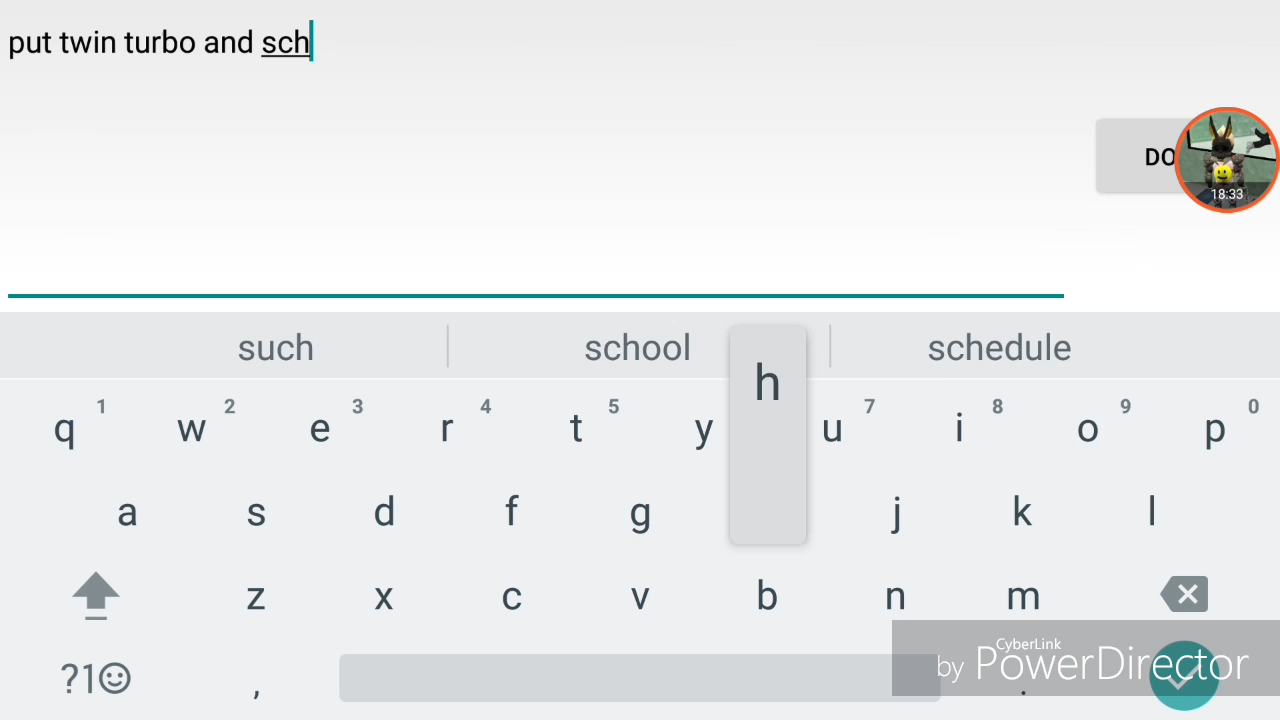 put twin turbo and sch
DO
18:33
such school schedule
1 2 3 4 5 7 8 9 0
q w e r t y h u i o p
a s d f g j k l
z x c v b n m
?1☺ , .
CyberLink
by PowerDirector